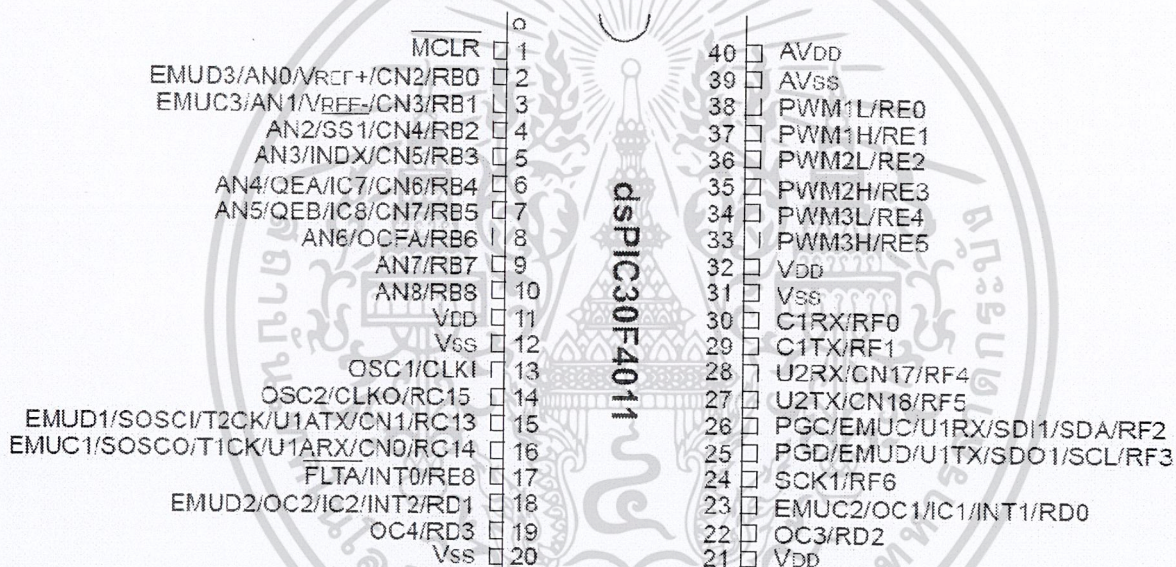 MCLR 1
EMUD3/AN0/VREF+/CN2/RB0 2
EMUC3/AN1/VREF-/CN3/RB1 3
AN2/SS1/CN4/RB2 4
AN3/INDX/CN5/RB3 5
AN4/QEA/IC7/CN6/RB4 6
AN5/QEB/IC8/CN7/RB5 7
AN6/OCFA/RB6 8
AN7/RB7 9
AN8/RB8 10
VDD 11
VSS 12
OSC1/CLKI 13
OSC2/CLKO/RC15 14
EMUD1/SOSCI/T2CK/U1ATX/CN1/RC13 15
EMUC1/SOSCO/T1CK/U1ARX/CN0/RC14 16
FLTA/INT0/RE8 17
EMUD2/OC2/IC2/INT2/RD1 18
OC4/RD3 19
VSS 20
dsPIC30F4011
40 AVDD
39 AVSS
38 PWM1L/RE0
37 PWM1H/RE1
36 PWM2L/RE2
35 PWM2H/RE3
34 PWM3L/RE4
33 PWM3H/RE5
32 VDD
31 VSS
30 C1RX/RF0
29 C1TX/RF1
28 U2RX/CN17/RF4
27 U2TX/CN18/RF5
26 PGC/EMUC/U1RX/SDI1/SDA/RF2
25 PGD/EMUD/U1TX/SDO1/SCL/RF3
24 SCK1/RF6
23 EMUC2/OC1/IC1/INT1/RD0
22 OC3/RD2
21 VDD